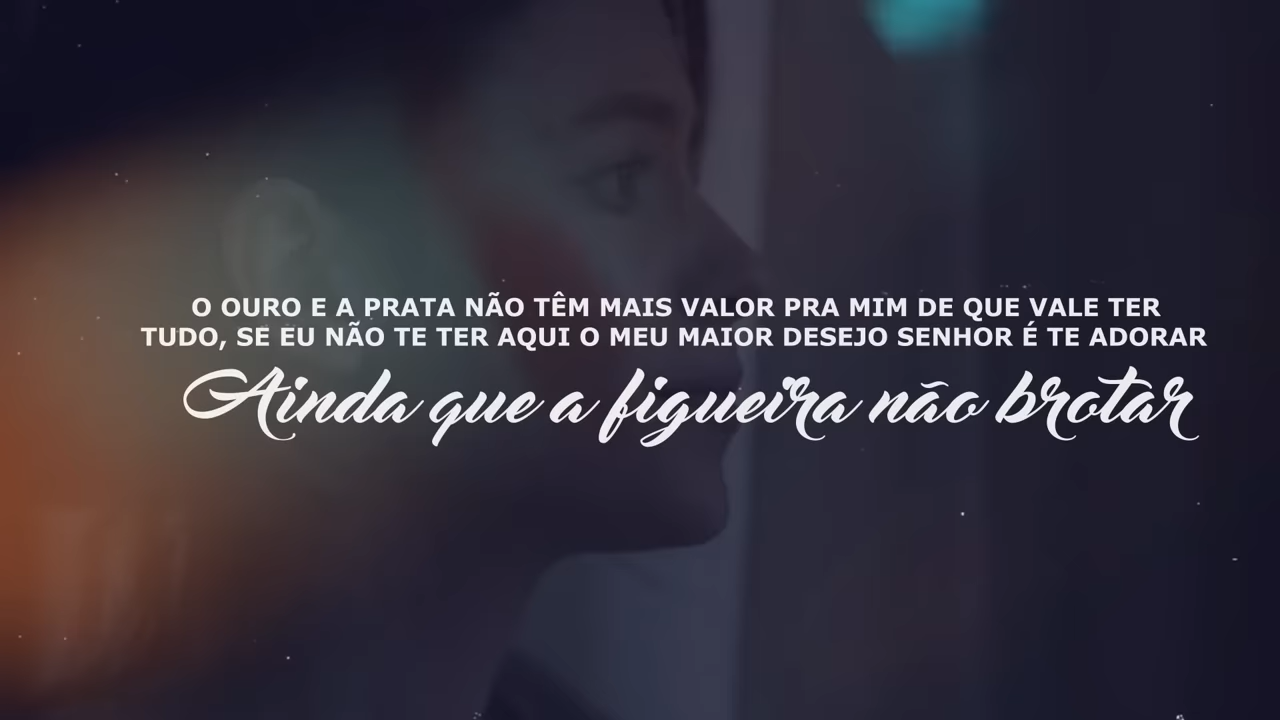 O OURO E A PRATA NÃO TÊM MAIS VALOR PRA MIM DE QUE VALE TER
TUDO, SE EU NÃO TE TER AQUI O MEU MAIOR DESEJO SENHOR É TE ADORAR
Ainda que a figueira não brotar